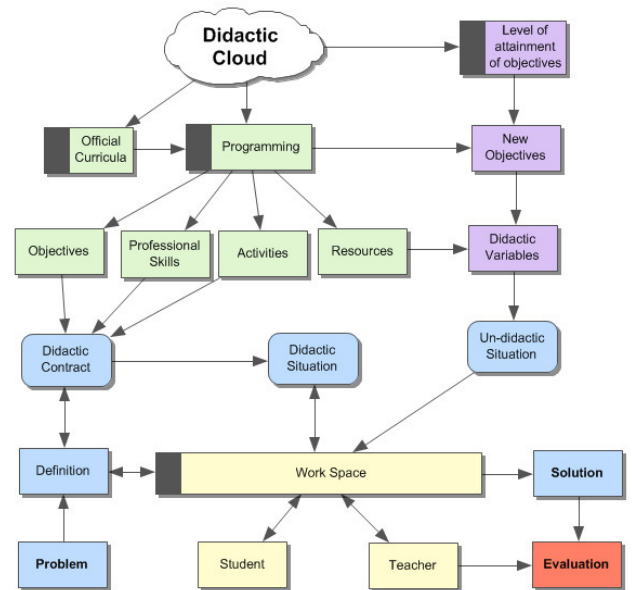 Didactic
Cloud
Level of
attainment
of objectives
Official
Curricula
Programming
New
Objectives
Objectives
Professional
Skills
Activities
Resources
Didactic
Variables
Didactic
Contract
Didactic
Situation
Un-didactic
Situation
Definition
Work Space
Solution
Problem
Student
Teacher
Evaluation